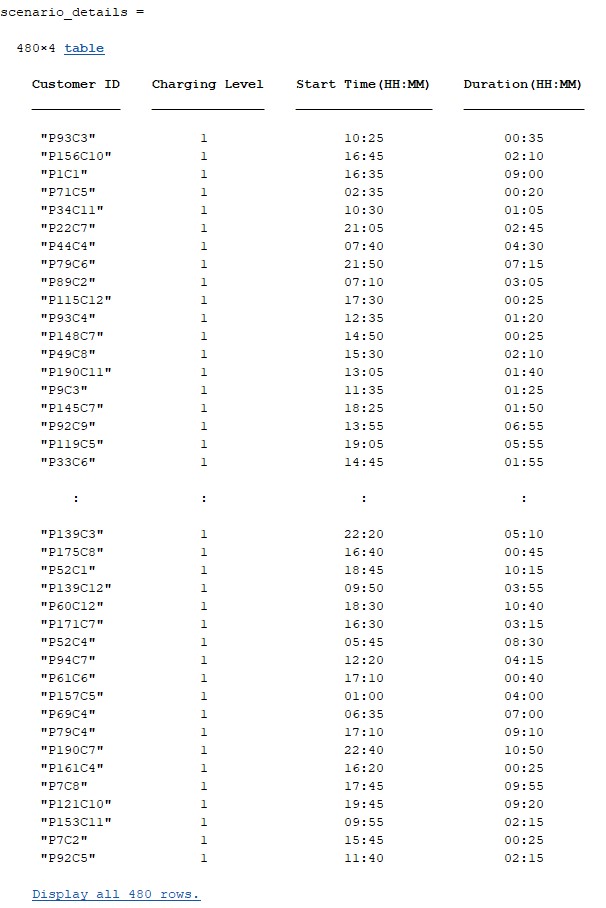 scenario_details =
480×4 table
Customer ID Charging Level Start Time(HH:MM) Duration(HH:MM)
"P93C3" 1 10:25 00:35
"P156C10" 1 16:45 02:10
"P1C1" 1 16:35 09:00
"P71C5" 1 02:35 00:20
"P34C11" 1 10:30 01:05
"P22C7" 1 21:05 02:45
"P44C4" 1 07:40 04:30
"P79C6" 1 21:50 07:15
"P89C2" 1 07:10 03:05
"P115C12" 1 17:30 00:25
"P93C4" 1 12:35 01:20
"P148C7" 1 14:50 00:25
"P49C8" 1 15:30 02:10
"P190C11" 1 13:05 01:40
"P9C3" 1 11:35 01:25
"P145C7" 1 18:25 01:50
"P92C9" 1 13:55 06:55
"P119C5" 1 19:05 05:55
"P33C6" 1 14:45 01:55
: : : :
"P139C3" 1 22:20 05:10
"P175C8" 1 16:40 00:45
"P52C1" 1 18:45 10:15
"P139C12" 1 09:50 03:55
"P60C12" 1 18:30 10:40
"P171C7" 1 16:30 03:15
"P52C4" 1 05:45 08:30
"P94C7" 1 12:20 04:15
"P61C6" 1 17:10 00:40
"P157C5" 1 01:00 04:00
"P69C4" 1 06:35 07:00
"P79C4" 1 17:10 09:10
"P190C7" 1 22:40 10:50
"P161C4" 1 16:20 00:25
"P7C8" 1 17:45 09:55
"P121C10" 1 19:45 09:20
"P153C11" 1 09:55 02:15
"P7C2" 1 15:45 00:25
"P92C5" 1 11:40 02:15
Display all 480 rows.